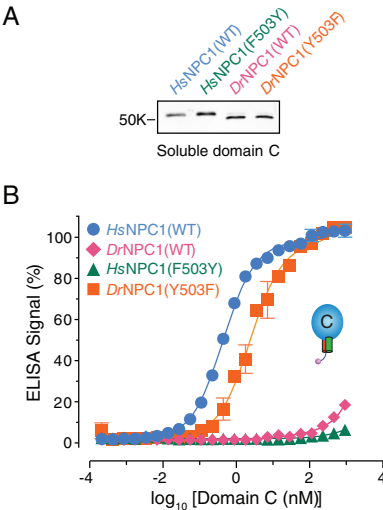 A
HsNPC1(WT)
HsNPC1(F503Y)
DrNPC1(WT)
DrNPC1(Y503F)
50K
Soluble domain C
B
HsNPC1(WT)
DrNPC1(WT)
HsNPC1(F503Y)
DrNPC1(Y503F)
C
ELISA Signal (%)
100
80
60
40
20
0
-4 -2 0 2 4
log10 [Domain C (nM)]